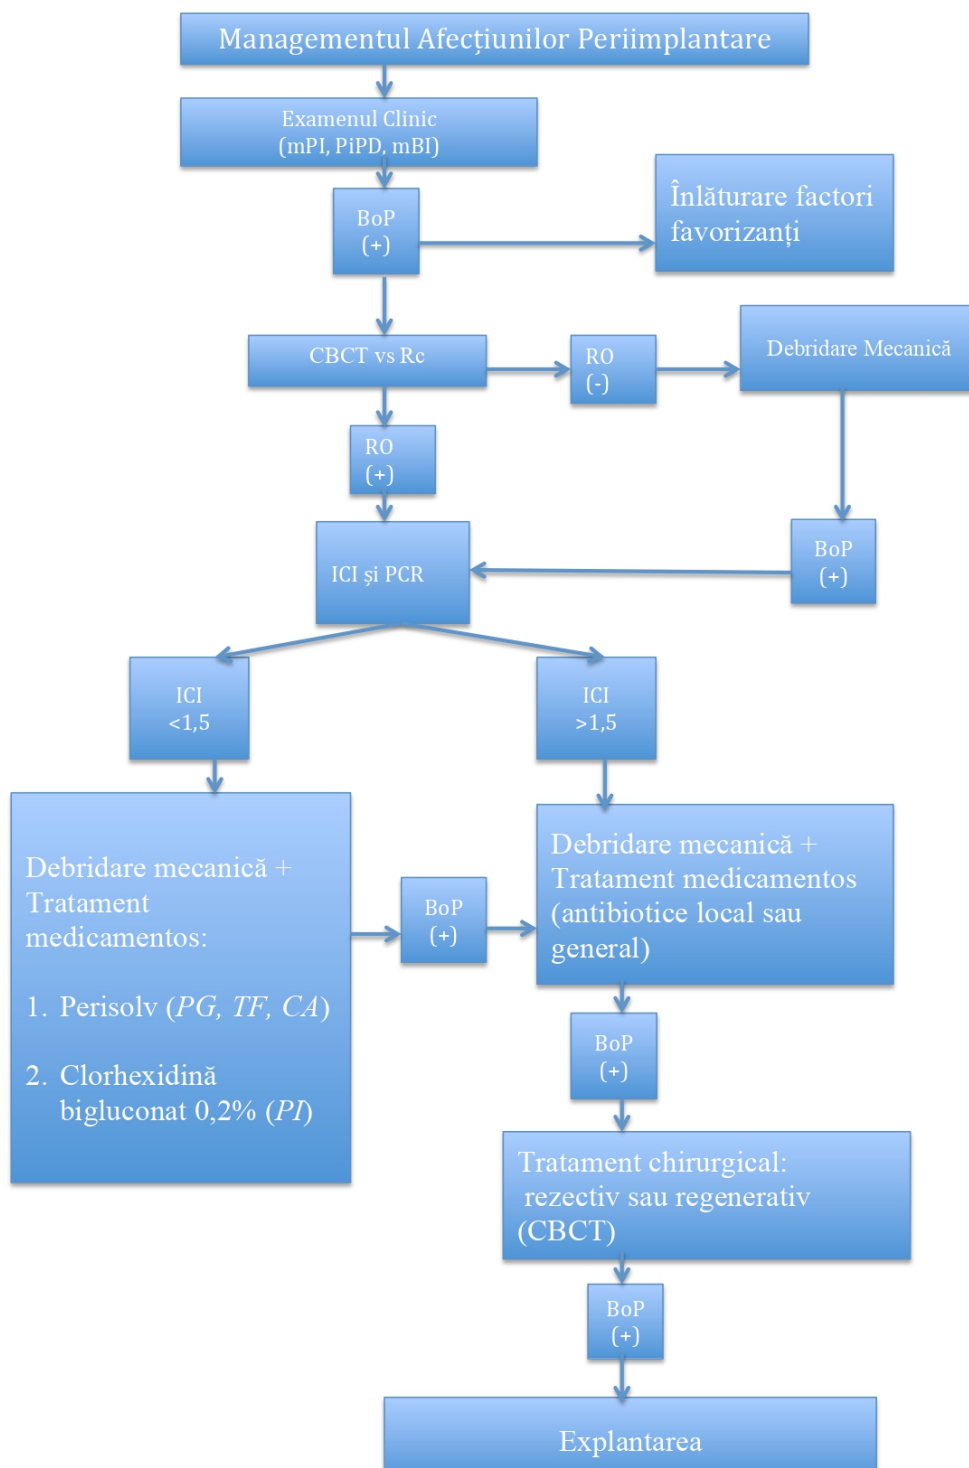 Managementul Afecțiunilor Periimplantare
Examenul Clinic
(mPI, PiPD, mBI)
BoP
(+)
Înlăturare factori
favorizanți
CBCT vs Rc
RO
(-)
Debridare Mecanică
RO
(+)
BoP
(+)
ICI și PCR
ICI
<1,5
ICI
>1,5
Debridare mecanică +
Tratament
medicamentos:
1. Perisolv (PG, TF, CA)
2. Clorhexidină
bigluconat 0,2% (PI)
BoP
(+)
Debridare mecanică +
Tratament medicamentos
(antibiotice local sau
general)
BoP
(+)
Tratament chirurgical:
rezectiv sau regenerativ
(CBCT)
BoP
(+)
Explantarea